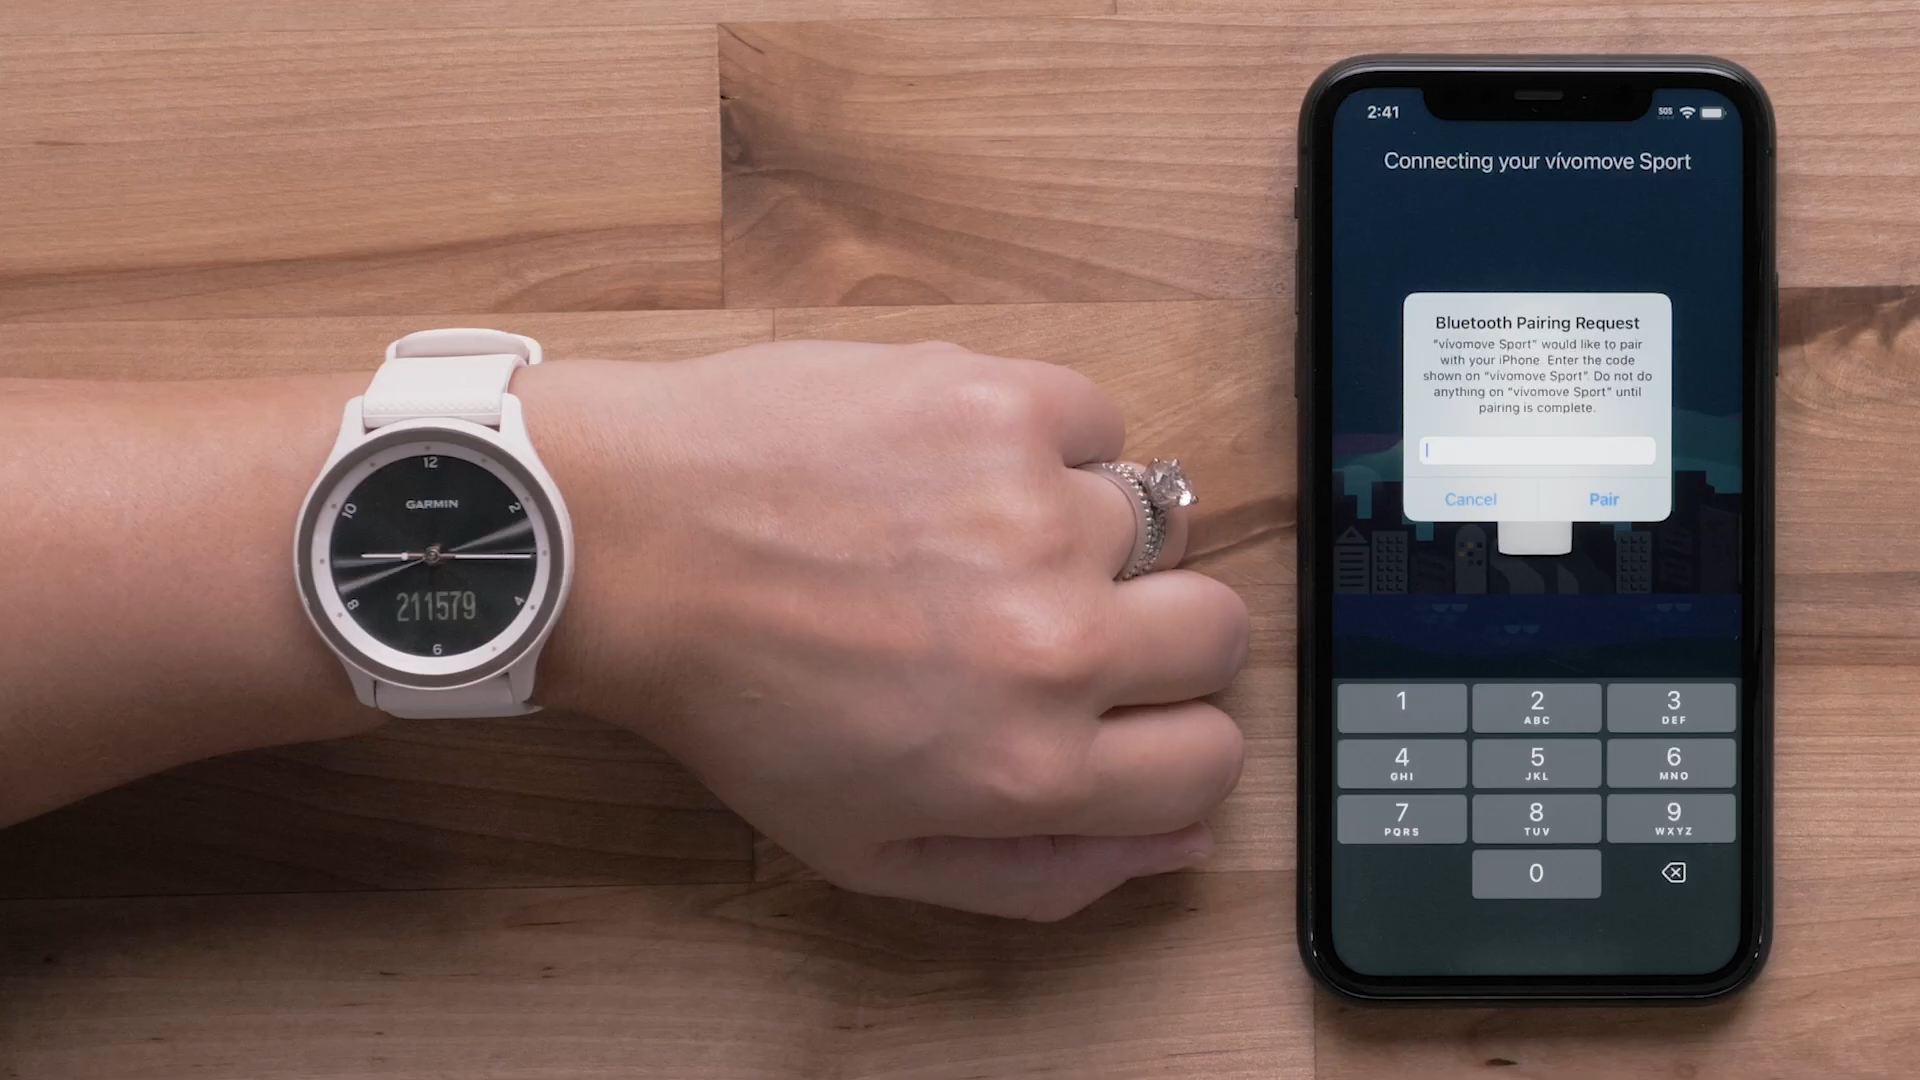 12
GARMIN
10
2
211579
8
4
6
2:41
SOS
Connecting your vívomove Sport
Bluetooth Pairing Request
"vívomove Sport" would like to pair
with your iPhone. Enter the code
shown on "vívomove Sport". Do not do
anything on "vívomove Sport" until
pairing is complete.
Cancel Pair
1 2 3
ABC DEF
4 5 6
GHI JKL MNO
7 8 9
PQRS TUV WXYZ
0